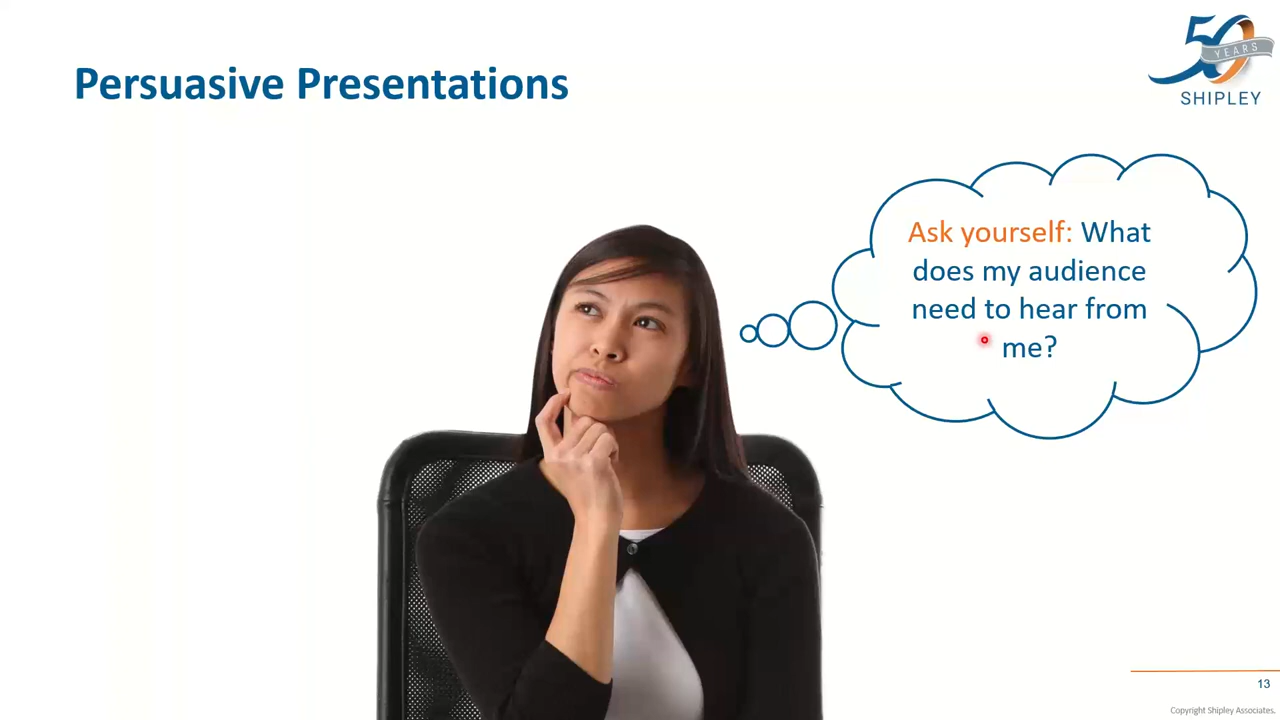 Persuasive Presentations
50
YEARS
SHIPLEY
Ask yourself: What
does my audience
need to hear from
me?
13
Copyright Shipley Associates.